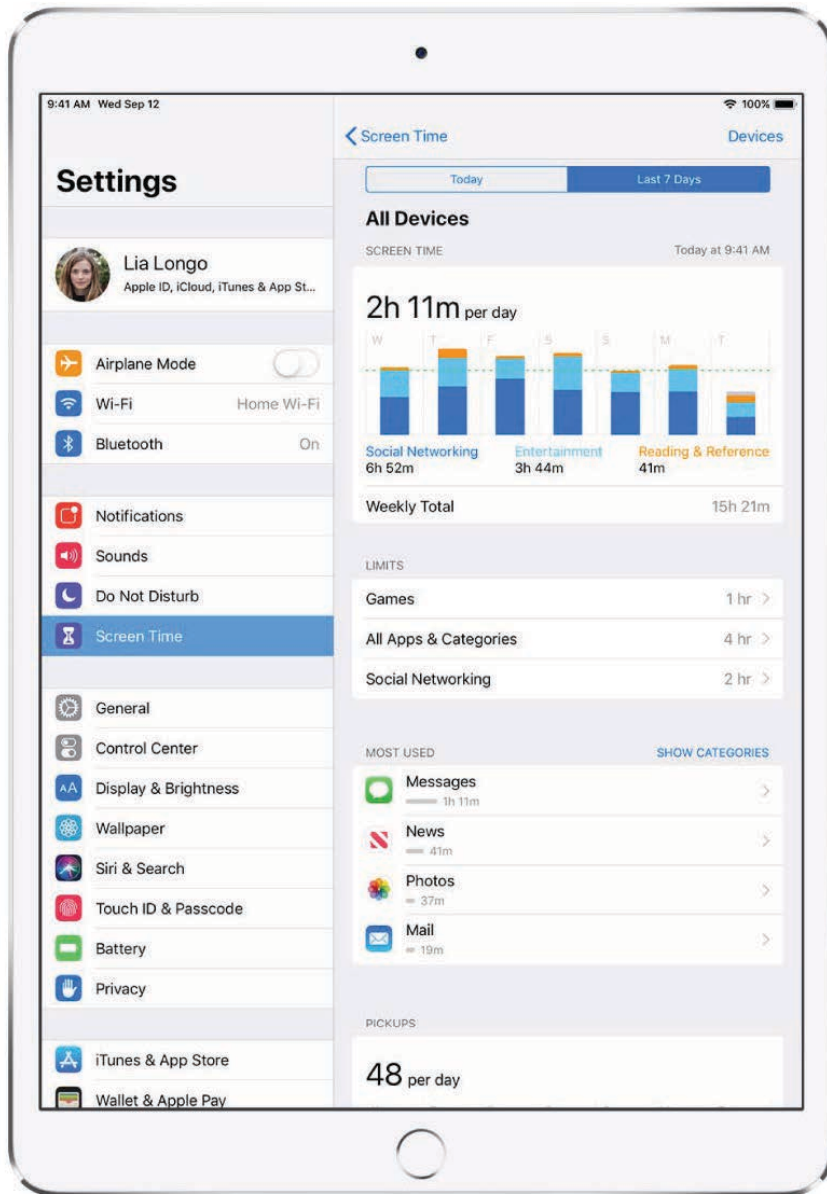 9:41 AM Wed Sep 12
100%
Settings
Lia Longo
Apple ID, iCloud, iTunes & App St...
Airplane Mode
Wi-Fi
Home Wi-Fi
Bluetooth
On
Notifications
Sounds
Do Not Disturb
Screen Time
General
Control Center
AA
Display & Brightness
Wallpaper
Siri & Search
Touch ID & Passcode
Battery
Privacy
iTunes & App Store
Wallet & Apple Pay
Screen Time
Devices
Today
Last 7 Days
All Devices
SCREEN TIME
Today at 9:41 AM
2h 11m per day
W T F S S M T
Social Networking Entertainment Reading & Reference
6h 52m 3h 44m 41m
Weekly Total 15h 21m
LIMITS
Games 1 hr
All Apps & Categories 4 hr
Social Networking 2 hr
MOST USED SHOW CATEGORIES
Messages
1h 11m
News
41m
Photos
37m
Mail
19m
PICKUPS
48 per day